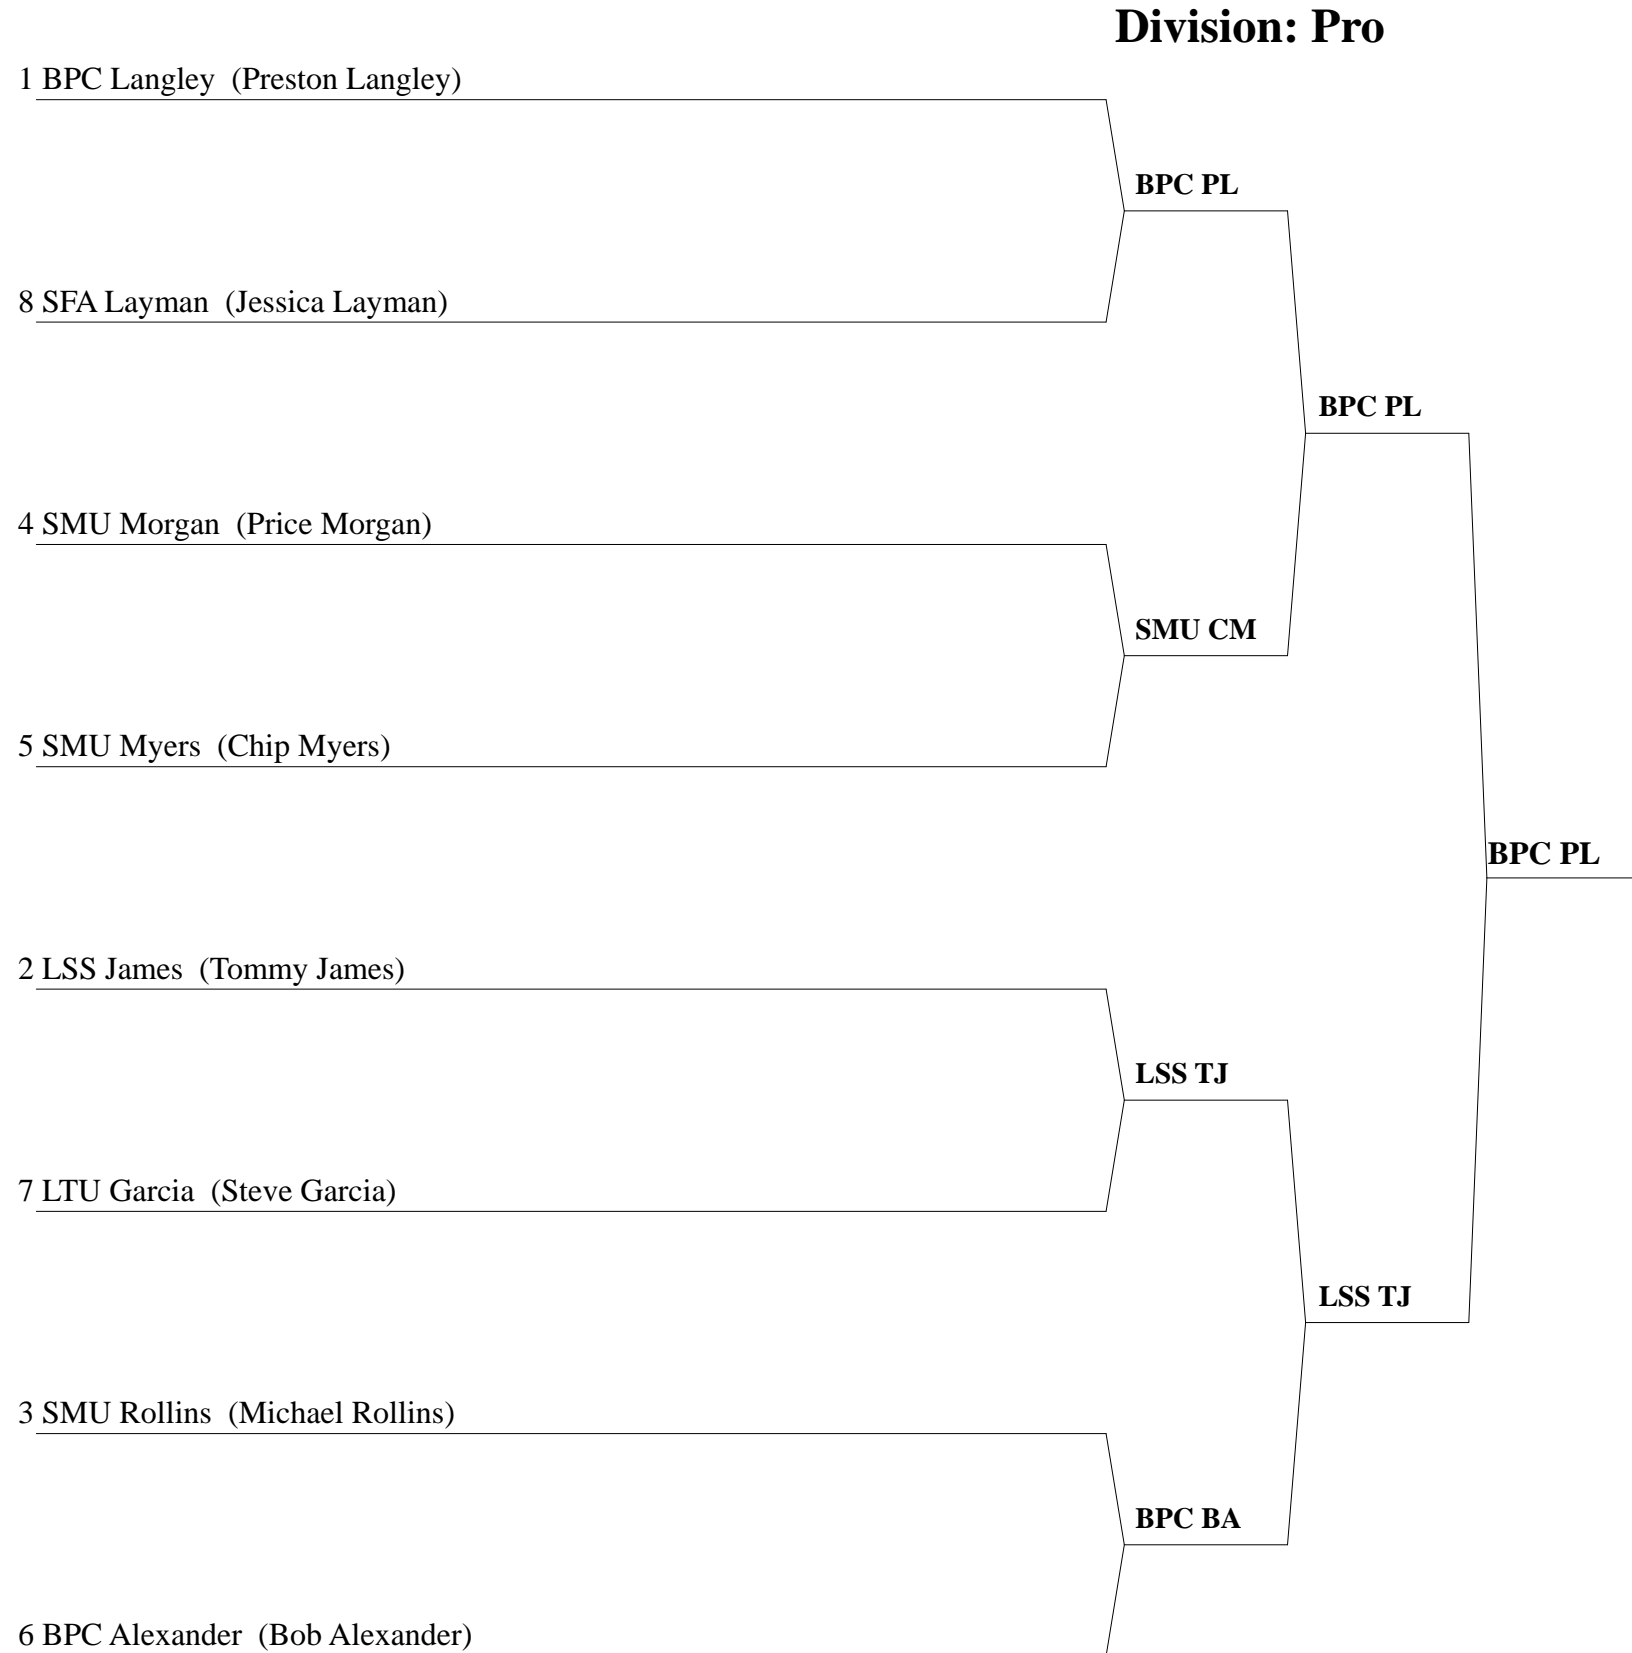 Division: Pro
1 BPC Langley (Preston Langley)
BPC PL
8 SFA Layman (Jessica Layman)
BPC PL
4 SMU Morgan (Price Morgan)
SMU CM
5 SMU Myers (Chip Myers)
BPC PL
2 LSS James (Tommy James)
LSS TJ
7 LTU Garcia (Steve Garcia)
LSS TJ
3 SMU Rollins (Michael Rollins)
BPC BA
6 BPC Alexander (Bob Alexander)